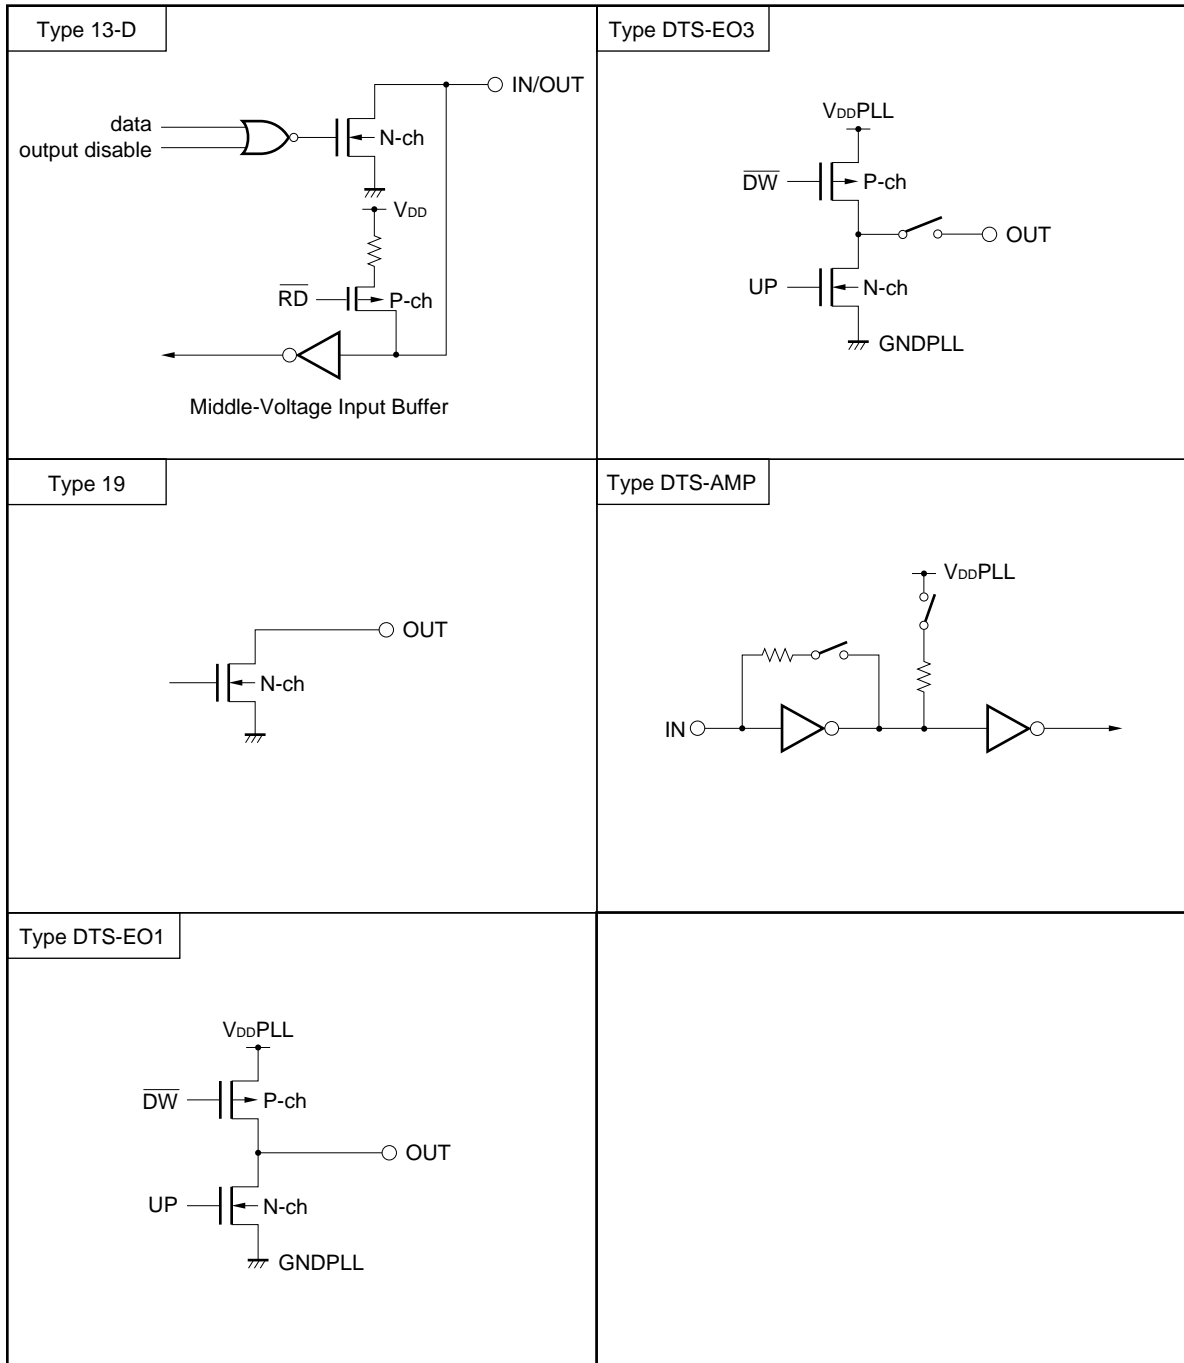 Type 13-D
IN/OUT
data
output disable
N-ch
VDD
RD
P-ch
Middle-Voltage Input Buffer
Type DTS-EO3
VDDPLL
DW
P-ch
OUT
UP
N-ch
GNDPLL
Type 19
OUT
N-ch
Type DTS-AMP
VDDPLL
IN
Type DTS-EO1
VDDPLL
DW
P-ch
OUT
UP
N-ch
GNDPLL